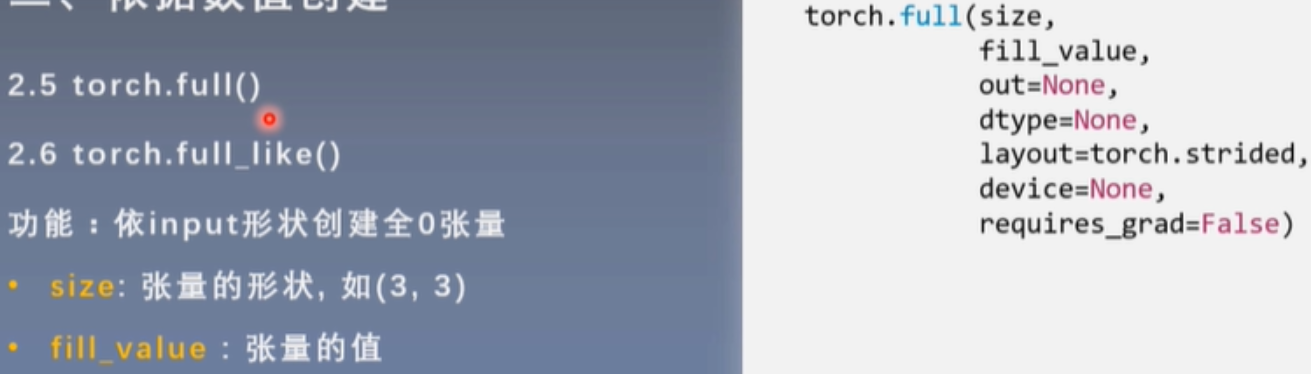 二、依据数值创建
2.5 torch.full()
2.6 torch.full_like()
功能：依input形状创建全0张量
• size: 张量的形状, 如(3, 3)
• fill_value : 张量的值
torch.full(size,
fill_value,
out=None,
dtype=None,
layout=torch.strided,
device=None,
requires_grad=False)